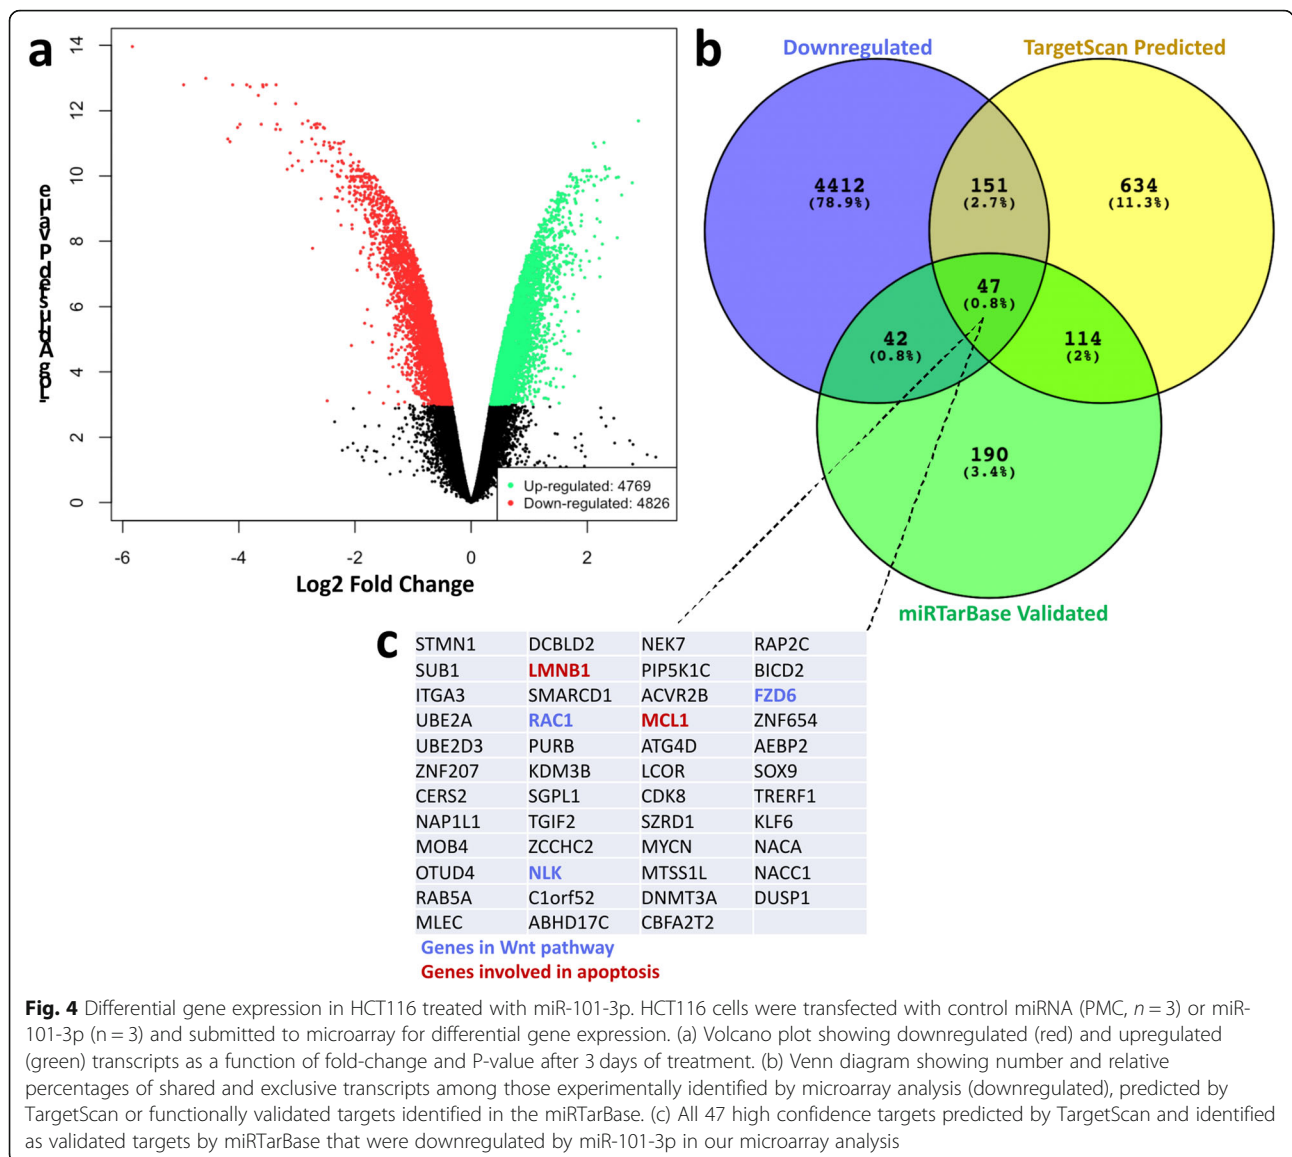 a
14
12
10
8
6
4
2
0
-Log Adjusted P value
-6 -4 -2 0 2
Log2 Fold Change
Up-regulated: 4769
Down-regulated: 4826
b
Downregulated TargetScan Predicted
4412 151 634
(78.9%) (2.7%) (11.3%)
47
(0.8%)
42 114
(0.8%) (2%)
190
(3.4%)
miRTarBase Validated
c
STMN1 DCBLD2 NEK7 RAP2C
SUB1 LMNB1 PIP5K1C BICD2
ITGA3 SMARCD1 ACVR2B FZD6
UBE2A RAC1 MCL1 ZNF654
UBE2D3 PURB ATG4D AEBP2
ZNF207 KDM3B LCOR SOX9
CERS2 SGPL1 CDK8 TRERF1
NAP1L1 TGIF2 SZRD1 KLF6
MOB4 ZCCHC2 MYCN NACA
OTUD4 NLK MTSS1L NACC1
RAB5A C1orf52 DNMT3A DUSP1
MLEC ABHD17C CBFA2T2
Genes in Wnt pathway
Genes involved in apoptosis
Fig. 4 Differential gene expression in HCT116 treated with miR-101-3p. HCT116 cells were transfected with control miRNA (PMC, n = 3) or miR-
101-3p (n = 3) and submitted to microarray for differential gene expression. (a) Volcano plot showing downregulated (red) and upregulated
(green) transcripts as a function of fold-change and P-value after 3 days of treatment. (b) Venn diagram showing number and relative
percentages of shared and exclusive transcripts among those experimentally identified by microarray analysis (downregulated), predicted by
TargetScan or functionally validated targets identified in the miRTarBase. (c) All 47 high confidence targets predicted by TargetScan and identified
as validated targets by miRTarBase that were downregulated by miR-101-3p in our microarray analysis